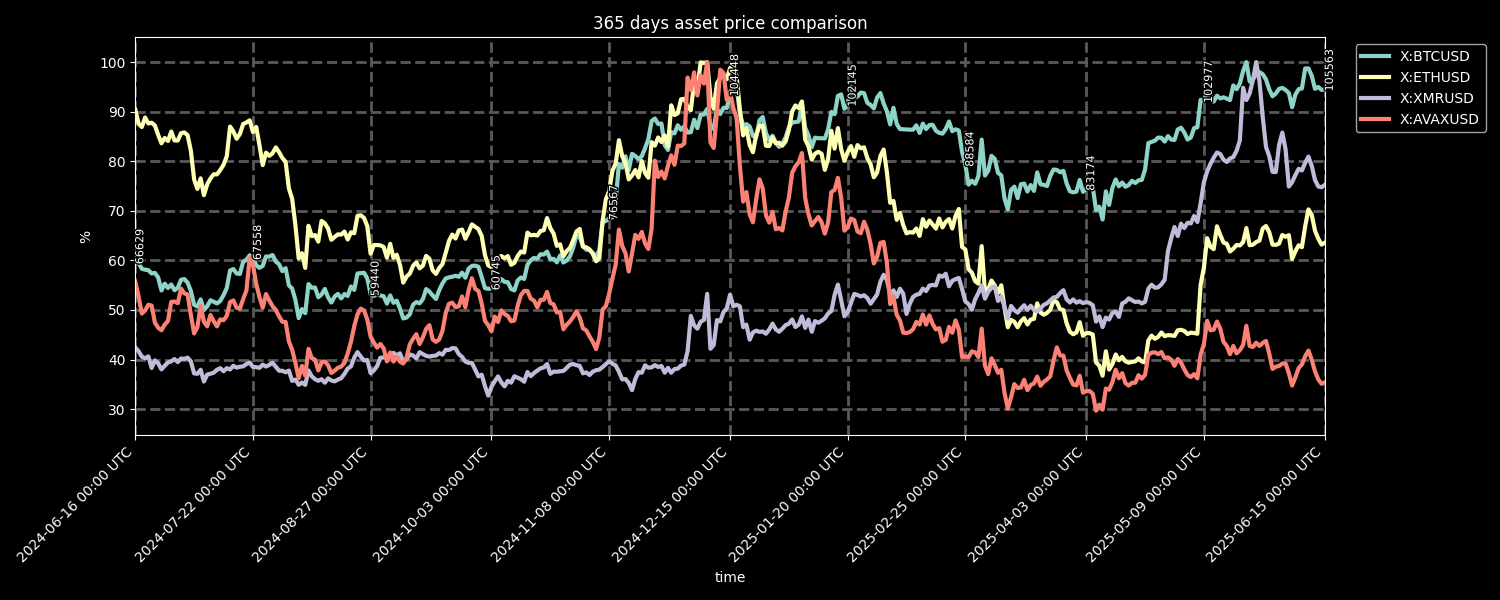 365 days asset price comparison
X:BTCUSD
X:ETHUSD
X:XMRUSD
X:AVAXUSD
%
100
90
80
70
60
50
40
30
66629
67558
59440
60745
76567
104448
102145
88584
83174
102977
105563
2024-06-16 00:00 UTC
2024-07-22 00:00 UTC
2024-08-27 00:00 UTC
2024-10-03 00:00 UTC
2024-11-08 00:00 UTC
2024-12-15 00:00 UTC
2025-01-20 00:00 UTC
2025-02-25 00:00 UTC
2025-04-03 00:00 UTC
2025-05-09 00:00 UTC
2025-06-15 00:00 UTC
time